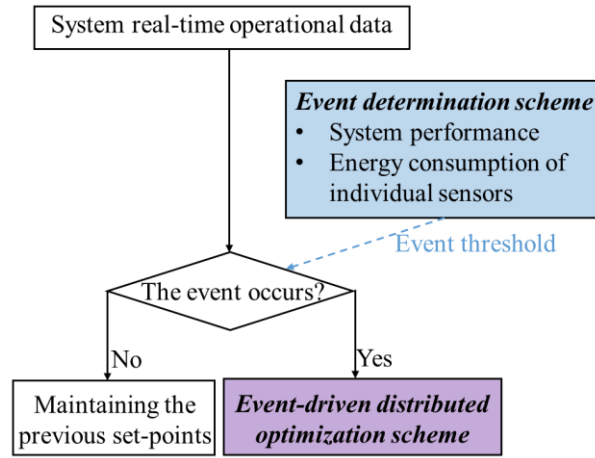 System real-time operational data
Event determination scheme
• System performance
• Energy consumption of
individual sensors
Event threshold
The event occurs?
No
Yes
Maintaining the
previous set-points
Event-driven distributed
optimization scheme